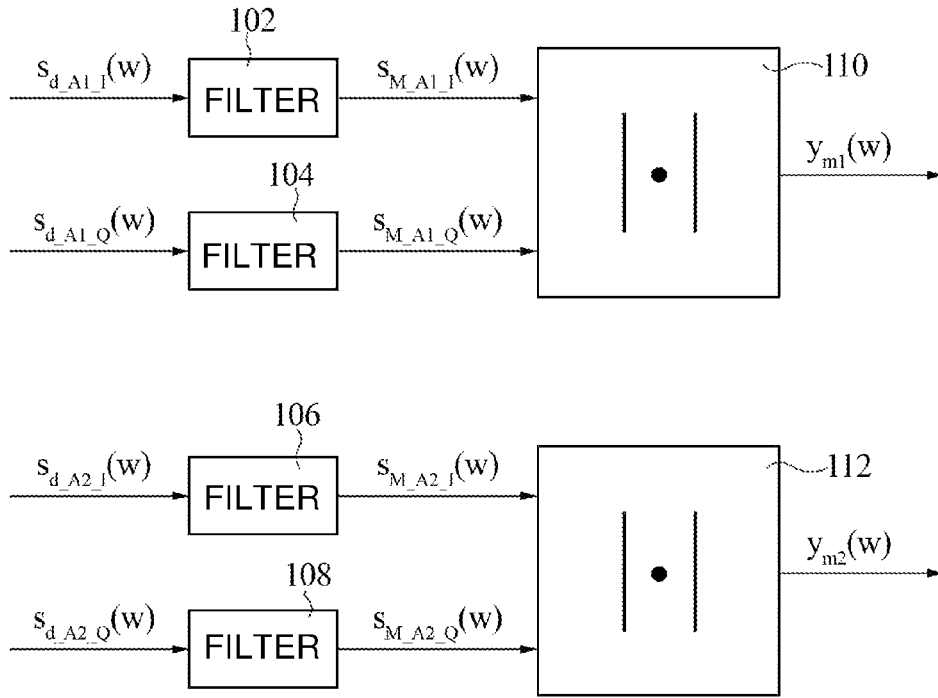 102
s_d_A1_I(w)
FILTER
s_M_A1_I(w)
110
y_m1(w)
104
s_d_A1_Q(w)
FILTER
s_M_A1_Q(w)
106
s_d_A2_I(w)
FILTER
s_M_A2_I(w)
112
y_m2(w)
108
s_d_A2_Q(w)
FILTER
s_M_A2_Q(w)